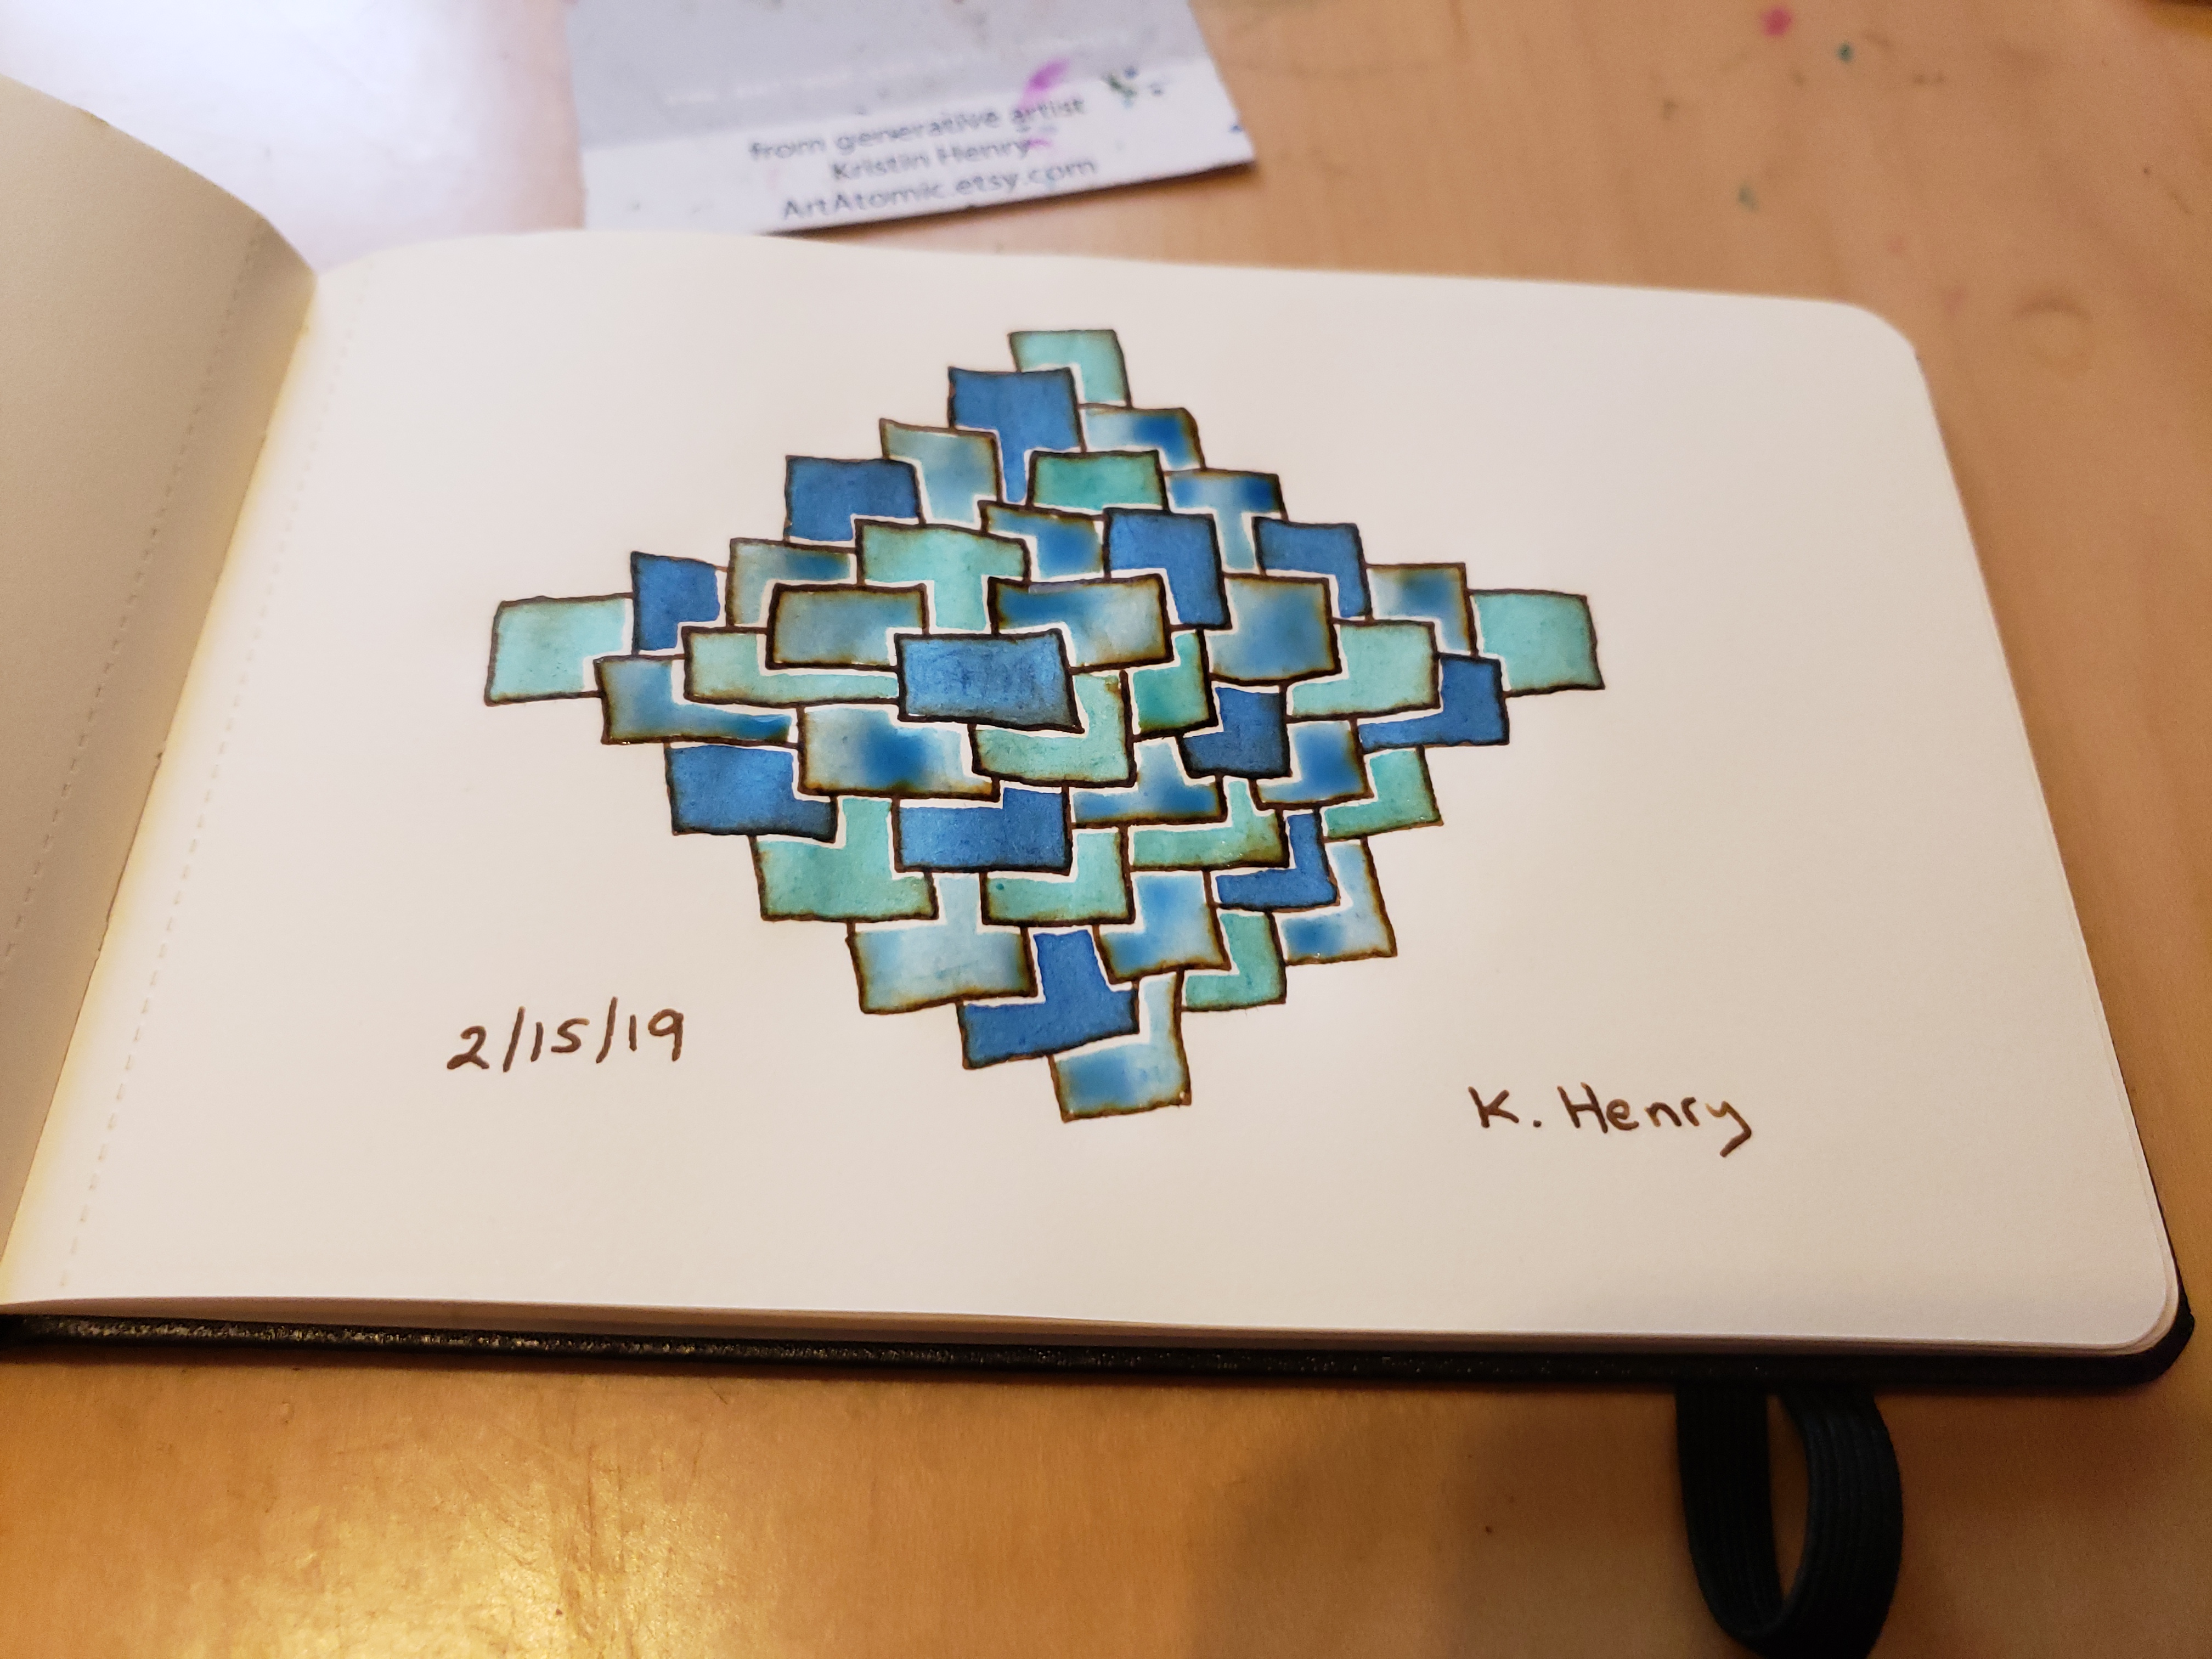 from generative artist
Kristin Henry
ArtAtomic.etsy.com
2/15/19
K. Henry